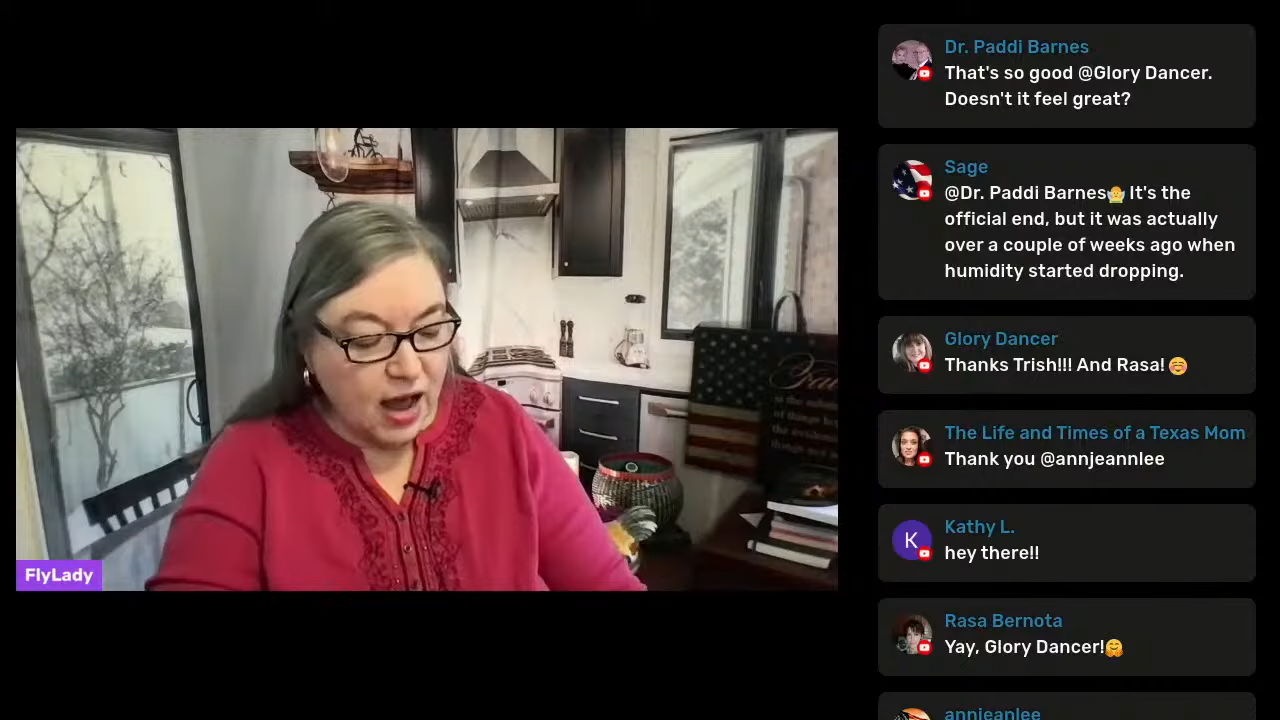 Dr. Paddi Barnes
That's so good @Glory Dancer.
Doesn't it feel great?
Sage
@Dr. Paddi Barnes🤷 It's the
official end, but it was actually
over a couple of weeks ago when
humidity started dropping.
Glory Dancer
Thanks Trish!!! And Rasa! 🥰
The Life and Times of a Texas Mom
Thank you @annjeannlee
K
Kathy L.
hey there!!
Rasa Bernota
Yay, Glory Dancer!🤗
annjeanlee
FlyLady